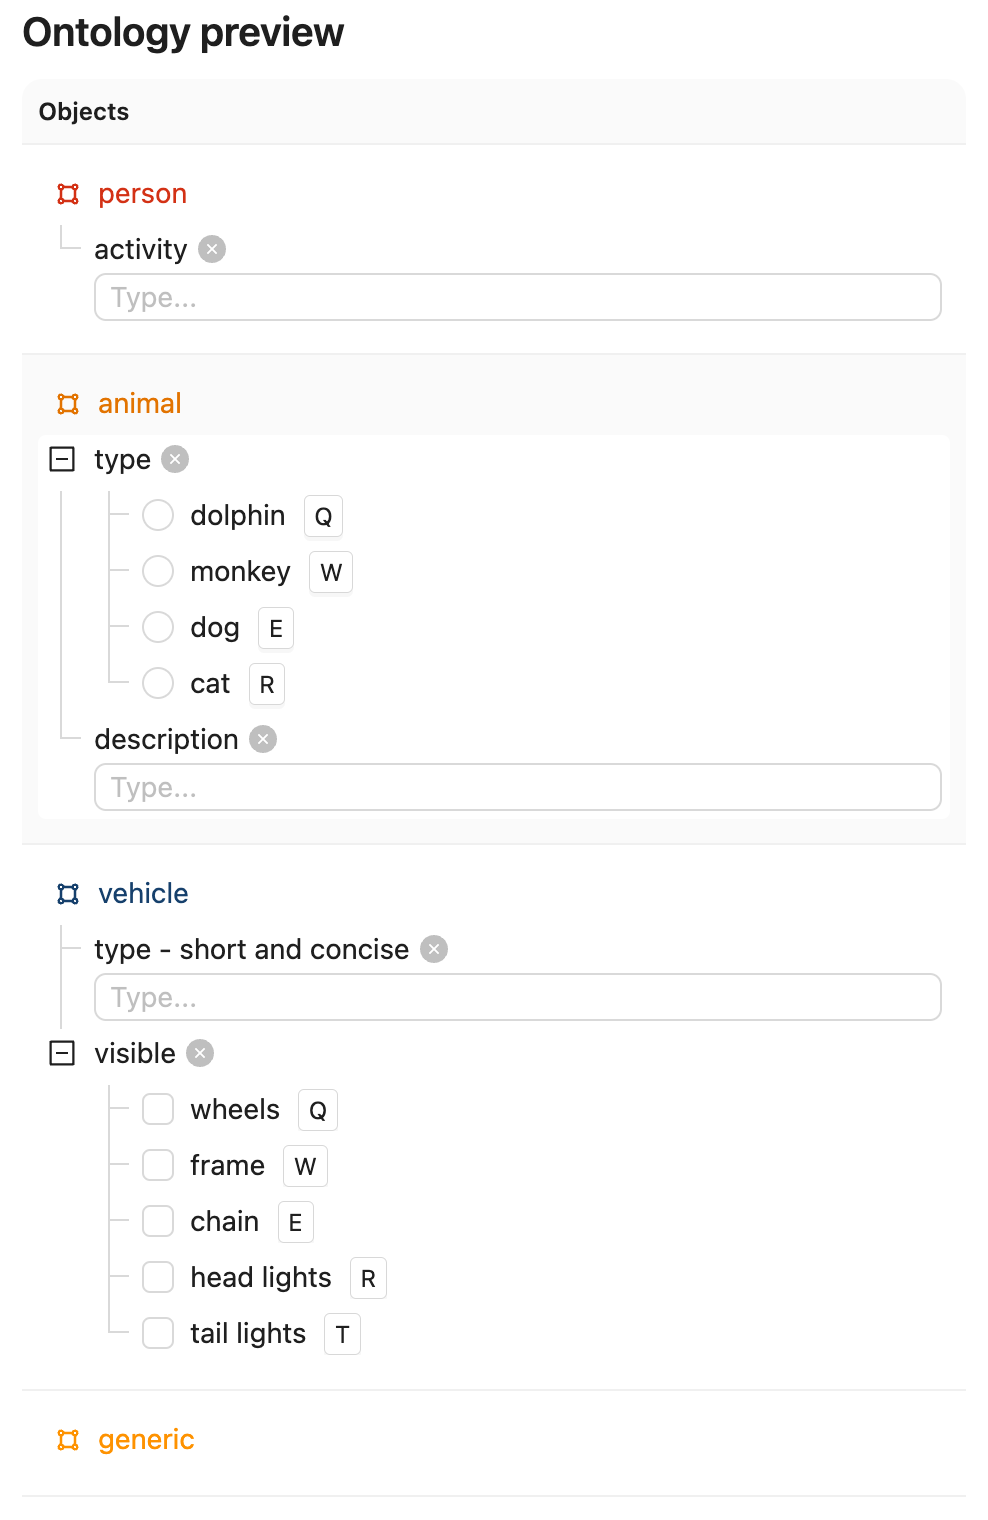 Ontology preview
Objects
person
activity
Type...
animal
type
dolphin Q
monkey W
dog E
cat R
description
Type...
vehicle
type - short and concise
Type...
visible
wheels Q
frame W
chain E
head lights R
tail lights T
generic